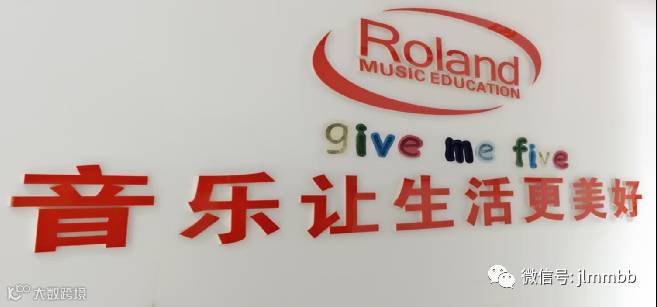 Roland
MUSIC EDUCATION
give me five
音乐让生活更美好
大数跨境
微信号: jlmmbb